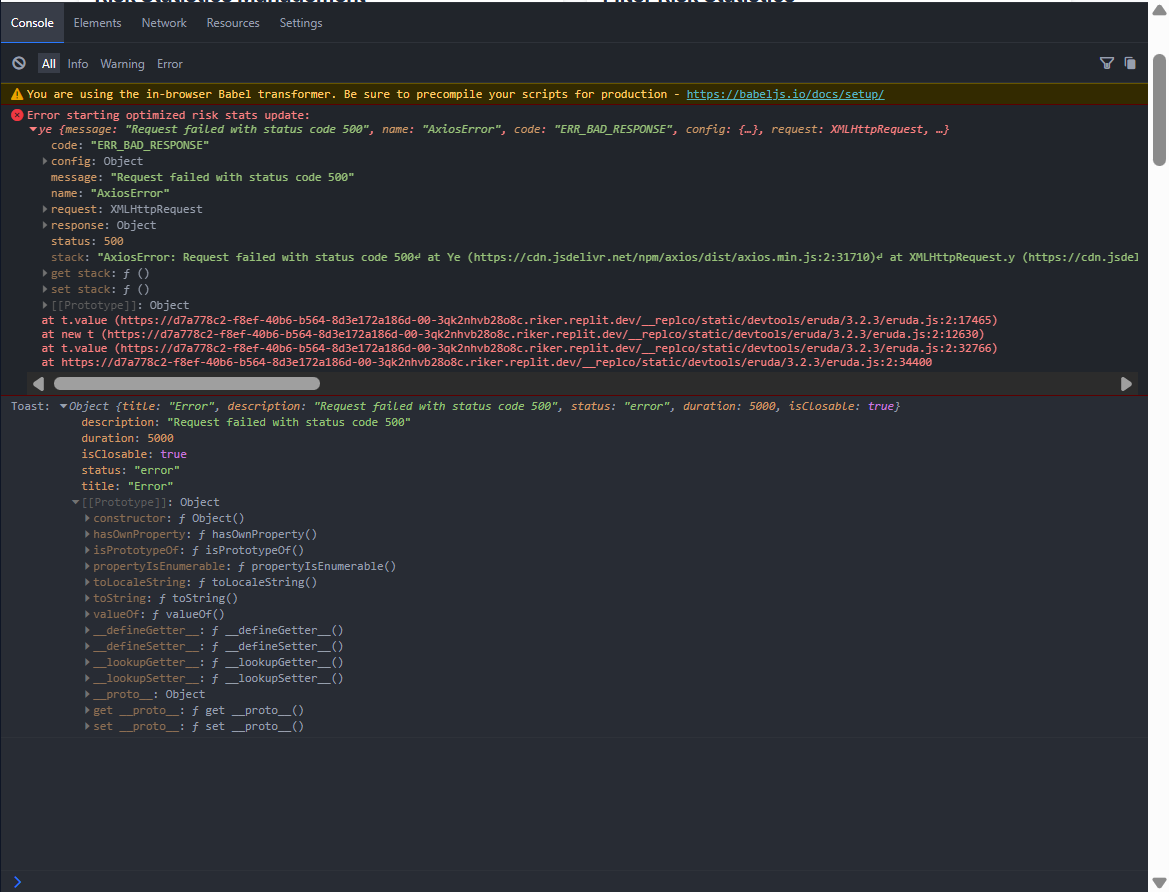 Console Elements Network Resources Settings
All Info Warning Error
You are using the in-browser Babel transformer. Be sure to precompile your scripts for production - https://babeljs.io/docs/setup/
Error starting optimized risk stats update:
ye {message: "Request failed with status code 500", name: "AxiosError", code: "ERR_BAD_RESPONSE", config: {…}, request: XMLHttpRequest, …}
code: "ERR_BAD_RESPONSE"
config: Object
message: "Request failed with status code 500"
name: "AxiosError"
request: XMLHttpRequest
response: Object
status: 500
stack: "AxiosError: Request failed with status code 500↲ at Ye (https://cdn.jsdelivr.net/npm/axios/dist/axios.min.js:2:31710)↲ at XMLHttpRequest.y (https://cdn.jsdel
get stack: ƒ ()
set stack: ƒ ()
[[Prototype]]: Object
at t.value (https://d7a778c2-f8ef-40b6-b564-8d3e172a186d-00-3qk2nhvb28o8c.riker.replit.dev/__replco/static/devtools/eruda/3.2.3/eruda.js:2:17465)
at new t (https://d7a778c2-f8ef-40b6-b564-8d3e172a186d-00-3qk2nhvb28o8c.riker.replit.dev/__replco/static/devtools/eruda/3.2.3/eruda.js:2:12630)
at t.value (https://d7a778c2-f8ef-40b6-b564-8d3e172a186d-00-3qk2nhvb28o8c.riker.replit.dev/__replco/static/devtools/eruda/3.2.3/eruda.js:2:32766)
at https://d7a778c2-f8ef-40b6-b564-8d3e172a186d-00-3qk2nhvb28o8c.riker.replit.dev/__replco/static/devtools/eruda/3.2.3/eruda.js:2:34400
Toast: Object {title: "Error", description: "Request failed with status code 500", status: "error", duration: 5000, isClosable: true}
description: "Request failed with status code 500"
duration: 5000
isClosable: true
status: "error"
title: "Error"
[[Prototype]]: Object
constructor: ƒ Object()
hasOwnProperty: ƒ hasOwnProperty()
isPrototypeOf: ƒ isPrototypeOf()
propertyIsEnumerable: ƒ propertyIsEnumerable()
toLocaleString: ƒ toLocaleString()
toString: ƒ toString()
valueOf: ƒ valueOf()
__defineGetter__: ƒ __defineGetter__()
__defineSetter__: ƒ __defineSetter__()
__lookupGetter__: ƒ __lookupGetter__()
__lookupSetter__: ƒ __lookupSetter__()
__proto__: Object
get __proto__: ƒ get __proto__()
set __proto__: ƒ set __proto__()